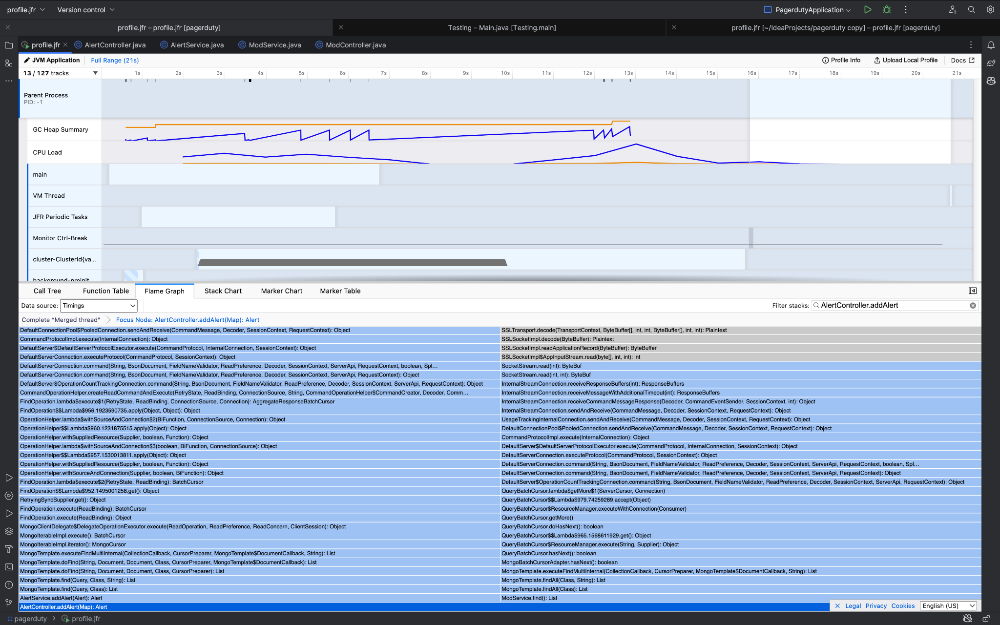 profile.jfr
Version control
PagerdutyApplication
profile.jfr – profile.jfr [pagerduty]
Testing – Main.java [Testing.main]
profile.jfr [~/IdeaProjects/pagerduty copy] – profile.jfr [pagerduty]
profile.jfr
AlertController.java
AlertService.java
ModService.java
ModController.java
JVM Application
Full Range (21s)
Profile Info
Upload Local Profile
Docs
13 / 127 tracks
1s 2s 3s 4s 5s 6s 7s 8s 9s 10s 11s 12s 13s 14s 15s 16s 17s 18s 19s 20s 21s
Parent Process
PID: -1
GC Heap Summary
CPU Load
main
VM Thread
JFR Periodic Tasks
Monitor Ctrl-Break
cluster-ClusterId{va...
background-preinit
Call Tree
Function Table
Flame Graph
Stack Chart
Marker Chart
Marker Table
Data source: Timings
Filter stacks: AlertController.addAlert
Complete “Merged thread”
Focus Node: AlertController.addAlert(Map): Alert
DefaultConnectionPool$PooledConnection.sendAndReceive(CommandMessage, Decoder, SessionContext, RequestContext): Object
CommandProtocolImpl.execute(InternalConnection): Object
DefaultServer$DefaultServerProtocolExecutor.execute(CommandProtocol, InternalConnection, SessionContext): Object
DefaultServerConnection.executeProtocol(CommandProtocol, SessionContext): Object
DefaultServerConnection.command(String, BsonDocument, FieldNameValidator, ReadPreference, Decoder, SessionContext, ServerApi, RequestContext, boolean, Spl...
DefaultServerConnection.command(String, BsonDocument, FieldNameValidator, ReadPreference, Decoder, SessionContext, ServerApi, RequestContext): Object
DefaultServer$OperationCountTrackingConnection.command(String, BsonDocument, FieldNameValidator, ReadPreference, Decoder, SessionContext, ServerApi, RequestContext): Object
CommandOperationHelper.createReadCommandAndExecute(RetryState, ReadBinding, ConnectionSource, String, CommandOperationHelper$CommandCreator, Decoder, Comm...
FindOperation.lambda$execute$1(RetryState, ReadBinding, ConnectionSource, Connection): AggregateResponseBatchCursor
FindOperation$$Lambda$956.1923590735.apply(Object, Object): Object
OperationHelper.lambda$withSourceAndConnection$2(BiFunction, ConnectionSource, Connection): Object
OperationHelper$$Lambda$960.1231875515.apply(Object): Object
OperationHelper.withSuppliedResource(Supplier, boolean, Function): Object
OperationHelper.lambda$withSourceAndConnection$3(boolean, BiFunction, ConnectionSource): Object
OperationHelper$$Lambda$957.1530013811.apply(Object): Object
OperationHelper.withSuppliedResource(Supplier, boolean, Function): Object
OperationHelper.withSourceAndConnection(Supplier, boolean, BiFunction): Object
FindOperation.lambda$execute$2(RetryState, ReadBinding): BatchCursor
FindOperation$$Lambda$952.1495001258.get(): Object
RetryingSyncSupplier.get(): Object
FindOperation.execute(ReadBinding): BatchCursor
FindOperation.execute(ReadBinding): Object
MongoClientDelegate$DelegateOperationExecutor.execute(ReadOperation, ReadPreference, ReadConcern, ClientSession): Object
MongoIterableImpl.execute(): BatchCursor
MongoIterableImpl.iterator(): MongoCursor
MongoTemplate.executeFindMultiInternal(CollectionCallback, CursorPreparer, MongoTemplate$DocumentCallback, String): List
MongoTemplate.doFind(String, Document, Document, Class, CursorPreparer, MongoTemplate$DocumentCallback): List
MongoTemplate.doFind(String, Document, Document, Class, CursorPreparer): List
MongoTemplate.find(Query, Class, String): List
MongoTemplate.find(Query, Class): List
AlertService.addAlert(Alert): Alert
AlertController.addAlert(Map): Alert
SSLTransport.decode(TransportContext, ByteBuffer[], int, int, ByteBuffer[], int, int): Plaintext
SSLSocketImpl.decode(ByteBuffer): Plaintext
SSLSocketImpl.readApplicationRecord(ByteBuffer): ByteBuffer
SSLSocketImpl$AppInputStream.read(byte[], int, int): int
SocketStream.read(int): ByteBuf
SocketStream.read(int, int): ByteBuf
InternalStreamConnection.receiveResponseBuffers(int): ResponseBuffers
InternalStreamConnection.receiveMessageWithAdditionalTimeout(int): ResponseBuffers
InternalStreamConnection.receiveCommandMessageResponse(Decoder, CommandEventSender, SessionContext, int): Object
InternalStreamConnection.sendAndReceive(CommandMessage, Decoder, SessionContext, RequestContext): Object
UsageTrackingInternalConnection.sendAndReceive(CommandMessage, Decoder, SessionContext, RequestContext): Object
DefaultConnectionPool$PooledConnection.sendAndReceive(CommandMessage, Decoder, SessionContext, RequestContext): Object
CommandProtocolImpl.execute(InternalConnection): Object
DefaultServer$DefaultServerProtocolExecutor.execute(CommandProtocol, InternalConnection, SessionContext): Object
DefaultServerConnection.executeProtocol(CommandProtocol, SessionContext): Object
DefaultServerConnection.command(String, BsonDocument, FieldNameValidator, ReadPreference, Decoder, SessionContext, ServerApi, RequestContext, boolean, Spl...
DefaultServerConnection.command(String, BsonDocument, FieldNameValidator, ReadPreference, Decoder, SessionContext, ServerApi, RequestContext): Object
DefaultServer$OperationCountTrackingConnection.command(String, BsonDocument, FieldNameValidator, ReadPreference, Decoder, SessionContext, ServerApi, RequestContext): Object
QueryBatchCursor.lambda$getMore$1(ServerCursor, Connection)
QueryBatchCursor$$Lambda$979.74259289.accept(Object)
QueryBatchCursor$ResourceManager.executeWithConnection(Consumer)
QueryBatchCursor.getMore()
QueryBatchCursor.doHasNext(): boolean
QueryBatchCursor$$Lambda$965.1568611929.get(): Object
QueryBatchCursor$ResourceManager.execute(String, Supplier): Object
QueryBatchCursor.hasNext(): boolean
MongoBatchCursorAdapter.hasNext(): boolean
MongoTemplate.executeFindMultiInternal(CollectionCallback, CursorPreparer, MongoTemplate$DocumentCallback, String): List
MongoTemplate.findAll(Class, String): List
MongoTemplate.findAll(Class): List
ModService.find(): List
Legal Privacy Cookies English (US)
pagerduty
profile.jfr